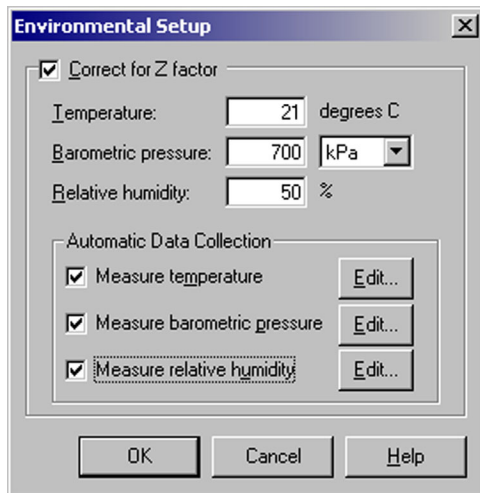 Environmental Setup
Correct for Z factor
Temperature: 21 degrees C
Barometric pressure: 700 kPa
Relative humidity: 50 %
Automatic Data Collection
Measure temperature Edit...
Measure barometric pressure Edit...
Measure relative humidity Edit...
OK Cancel Help